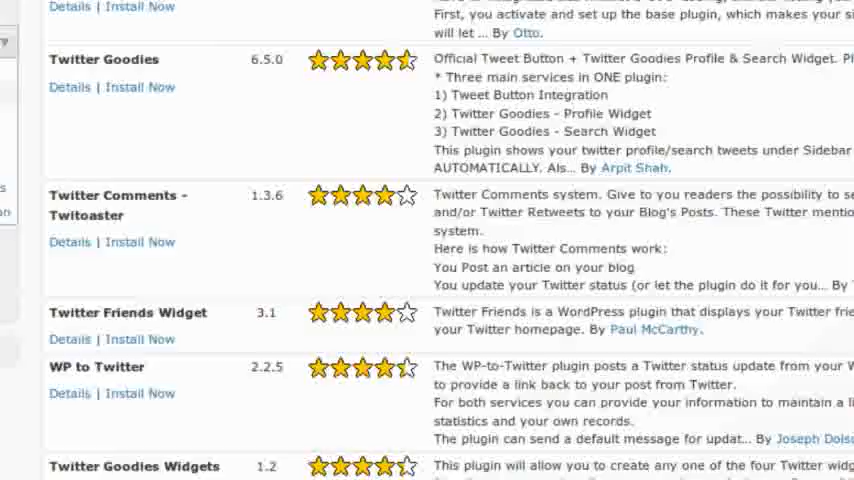 Details | Install Now
First, you activate and set up the base plugin, which makes your
will let ... By Otto.
Twitter Goodies 6.5.0 Official Tweet Button + Twitter Goodies Profile & Search Widget.
Details | Install Now
* Three main services in ONE plugin:
1) Tweet Button Integration
2) Twitter Goodies - Profile Widget
3) Twitter Goodies - Search Widget
This plugin shows your twitter profile/search tweets under Sidebar
AUTOMATICALLY. Als... By Arpit Shah.
Twitter Comments - 1.3.6 Twitter Comments system. Give to you readers the possibility to
Twitoaster
and/or Twitter Retweets to your Blog's Posts. These Twitter
system.
Details | Install Now
Here is how Twitter Comments work:
You Post an article on your blog
You update your Twitter status (or let the plugin do it for you... By
Twitter Friends Widget 3.1 Twitter Friends is a WordPress plugin that displays your Twitter
your Twitter homepage. By Paul McCarthy.
Details | Install Now
WP to Twitter 2.2.5 The WP-to-Twitter plugin posts a Twitter status update from your
to provide a link back to your post from Twitter.
Details | Install Now
For both services you can provide your information to maintain a
statistics and your own records.
The plugin can send a default message for updat... By Joseph
Twitter Goodies Widgets 1.2 This plugin will allow you to create any one of the four Twitter